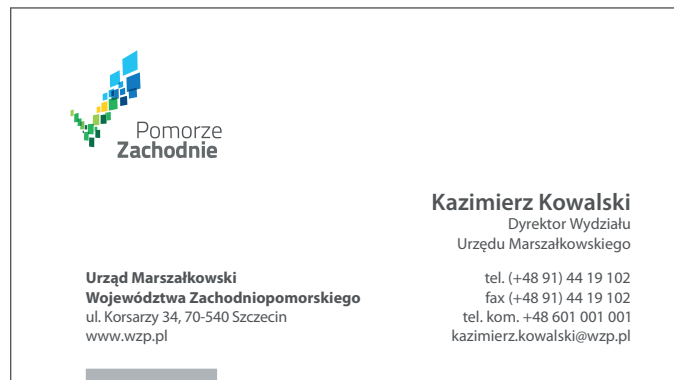 Pomorze
Zachodnie
Kazimierz Kowalski
Dyrektor Wydziału
Urzędu Marszałkowskiego
Urząd Marszałkowski
Województwa Zachodniopomorskiego
ul. Korsarzy 34, 70-540 Szczecin
www.wzp.pl
tel. (+48 91) 44 19 102
fax (+48 91) 44 19 102
tel. kom. +48 601 001 001
kazimierz.kowalski@wzp.pl